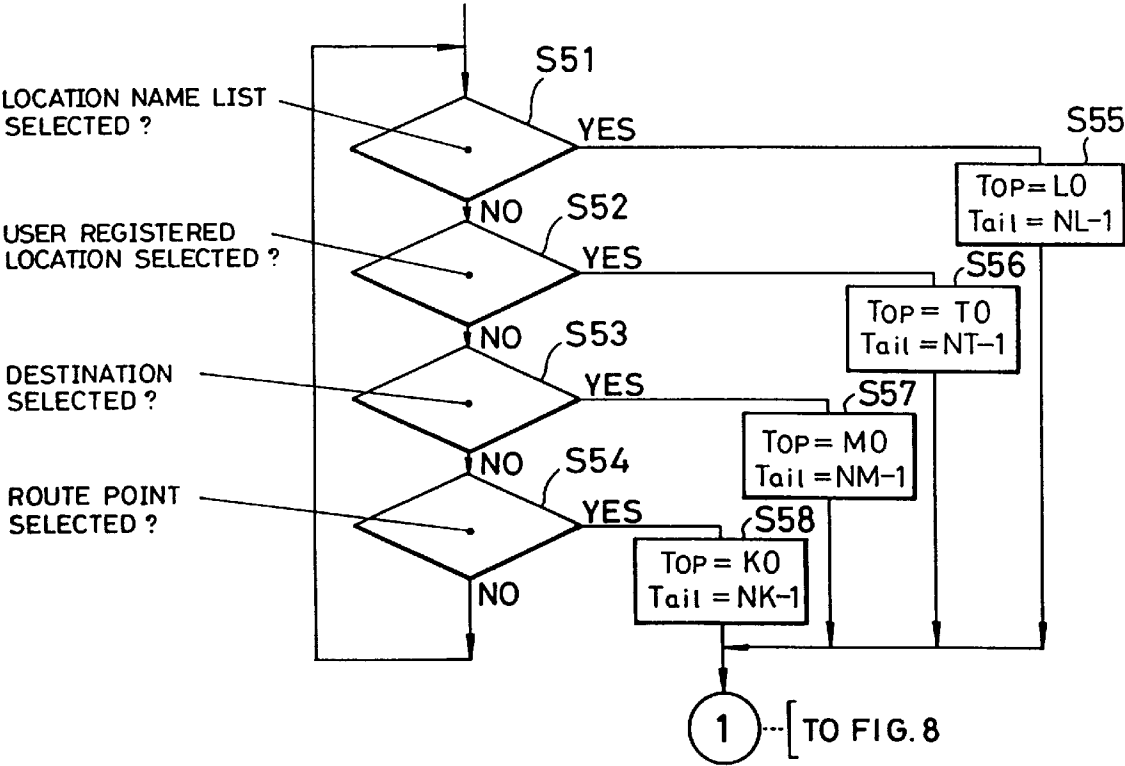 S51
LOCATION NAME LIST
SELECTED ?
YES
S55
TOP = L0
Tail = NL-1
NO
S52
USER REGISTERED
LOCATION SELECTED ?
YES
S56
TOP = T0
Tail = NT-1
NO
S53
DESTINATION
SELECTED ?
YES
S57
TOP = M0
Tail = NM-1
NO
S54
ROUTE POINT
SELECTED ?
YES
S58
TOP = K0
Tail = NK-1
NO
1
TO FIG. 8